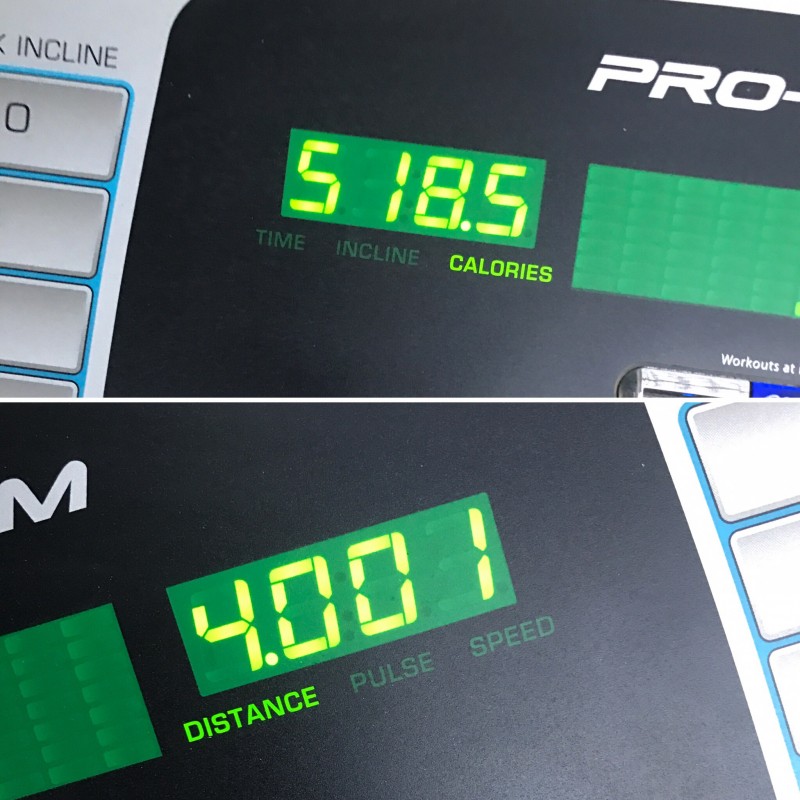 K INCLINE
0
PRO-
518.5
TIME INCLINE CALORIES
Workouts at
M
4.001
DISTANCE PULSE SPEED